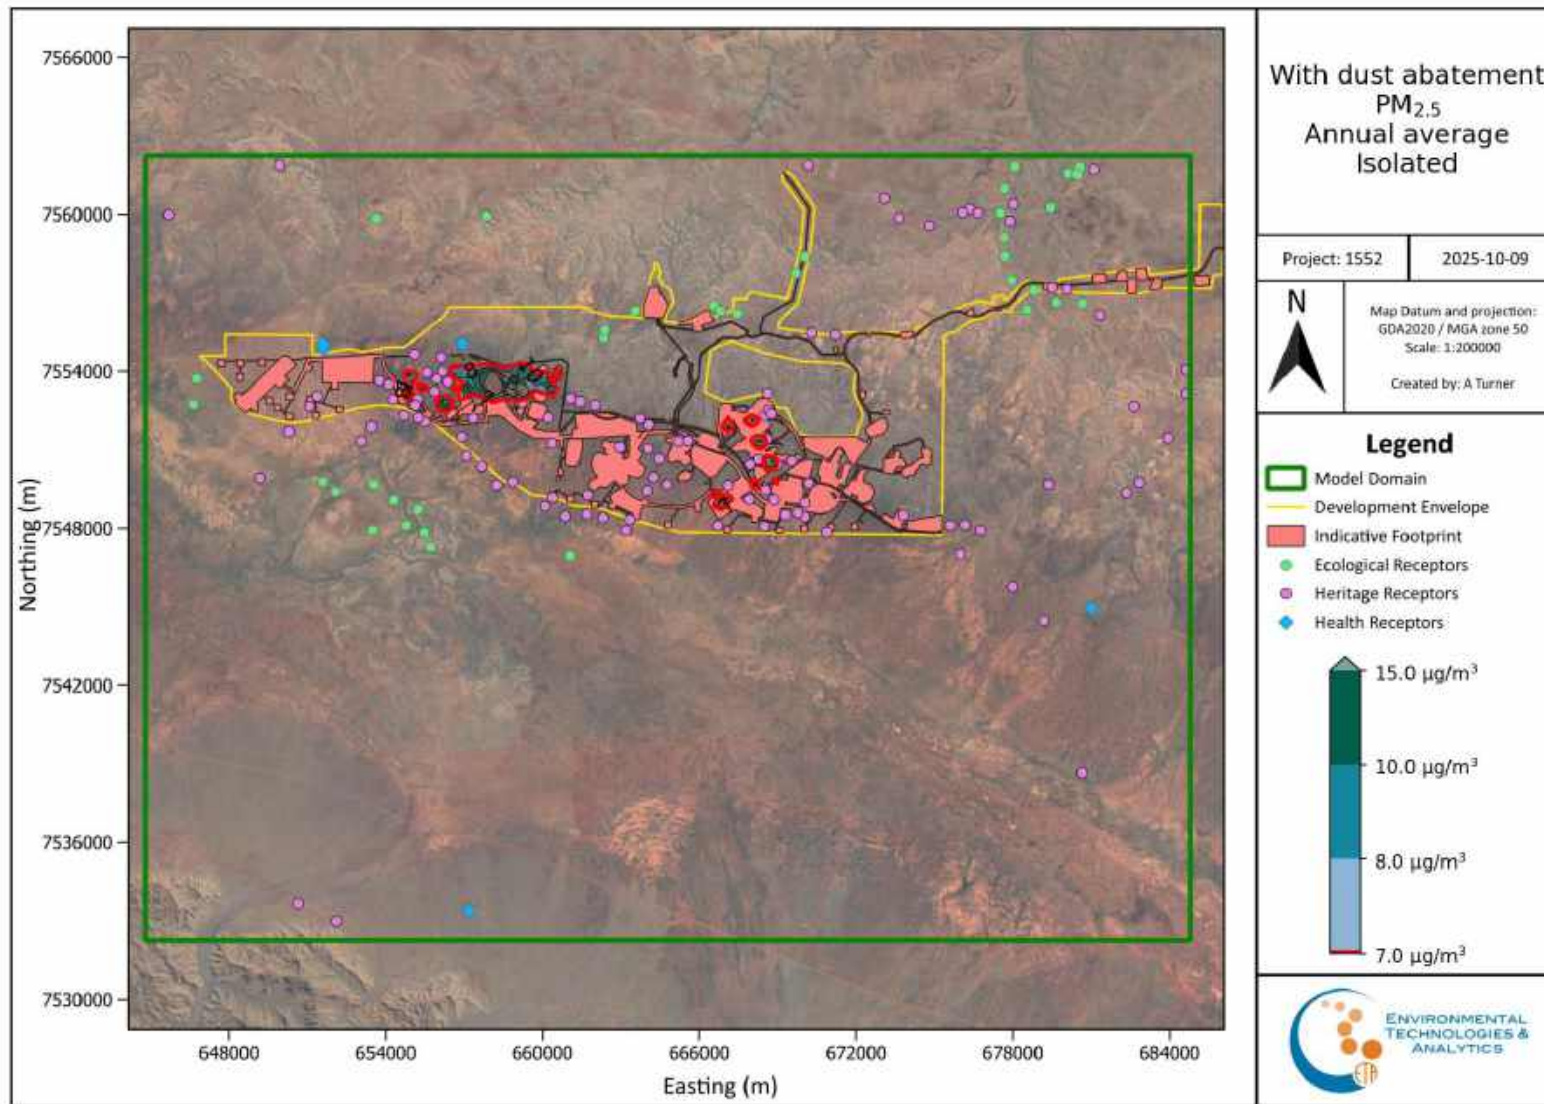 With dust abatement
PM2.5
Annual average
Isolated
Project: 1552
2025-10-09
N
Map Datum and projection:
GDA2020 / MGA zone 50
Scale: 1:200000
Created by: A Turner
Legend
Model Domain
Development Envelope
Indicative Footprint
Ecological Receptors
Heritage Receptors
Health Receptors
15.0 µg/m³
10.0 µg/m³
8.0 µg/m³
7.0 µg/m³
ENVIRONMENTAL
TECHNOLOGIES &
ANALYTICS
ETA
Northing (m)
7566000
7560000
7554000
7548000
7542000
7536000
7530000
648000
654000
660000
666000
672000
678000
684000
Easting (m)